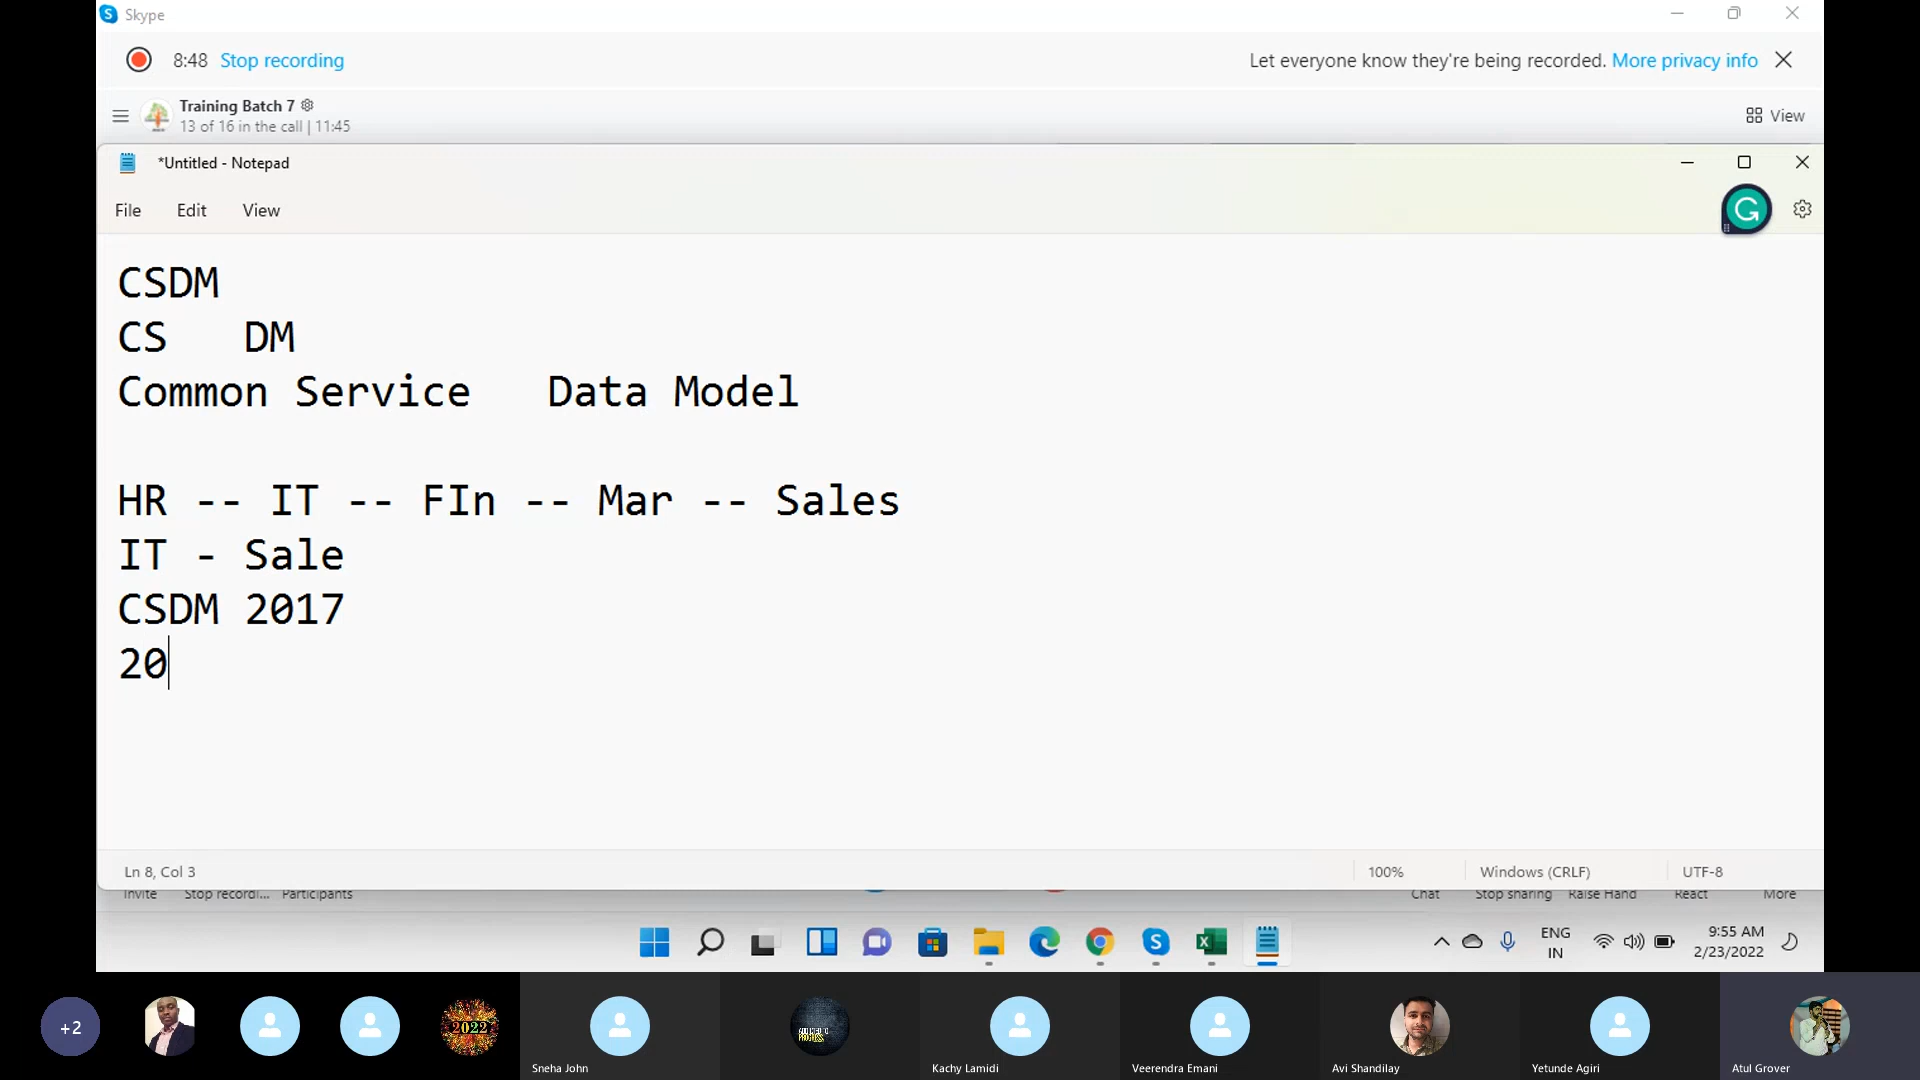 Skype
8:48 Stop recording
Let everyone know they're being recorded. More privacy info
Training Batch 7
13 of 16 in the call | 11:45
View
*Untitled - Notepad
File Edit View
CSDM
CS DM
Common Service Data Model
HR -- IT -- FIn -- Mar -- Sales
IT - Sale
CSDM 2017
20
Ln 8, Col 3
100%
Windows (CRLF)
UTF-8
Invite Stop recordi... Participants
Chat Stop sharing Raise Hand React More
ENG
IN
9:55 AM
2/23/2022
+2
2022
Sneha John
Kachy Lamidi
Veerendra Emani
Avi Shandilay
Yetunde Agiri
Atul Grover